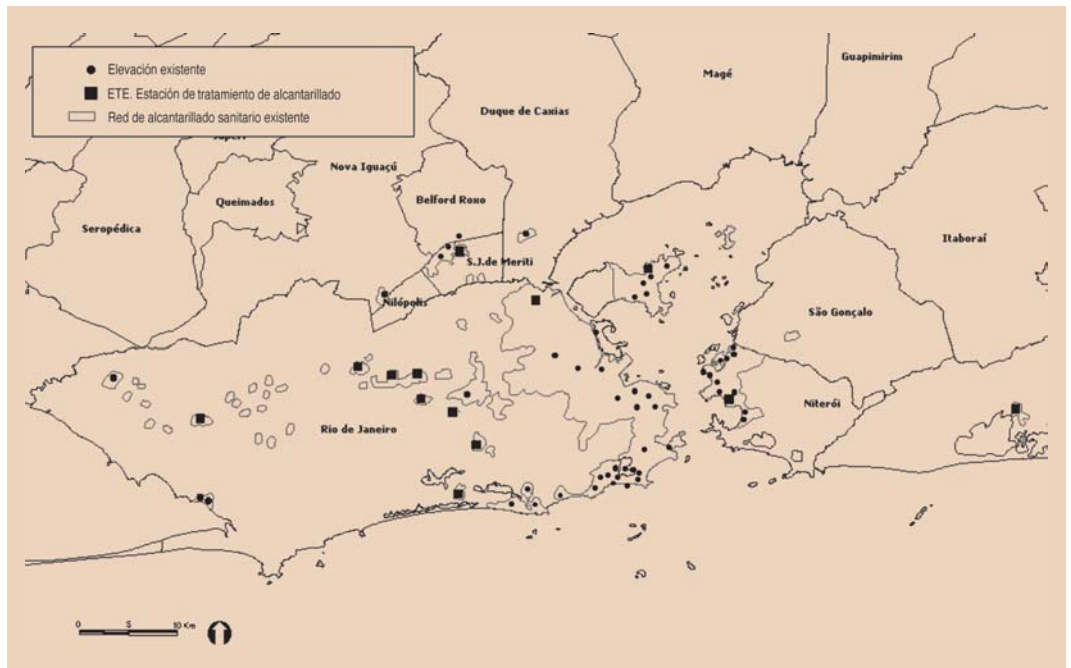 Elevación existente
ETE. Estación de tratamiento de alcantarillado
Red de alcantarillado sanitario existente
Guapimirim
Magé
Duque de Caxias
Nova Iguaçú
Belford Roxo
Queimados
Seropédica
Itaboraí
S.J.de Meriti
Nilópolis
São Gonçalo
Niterói
Rio de Janeiro
0 5 10 Km